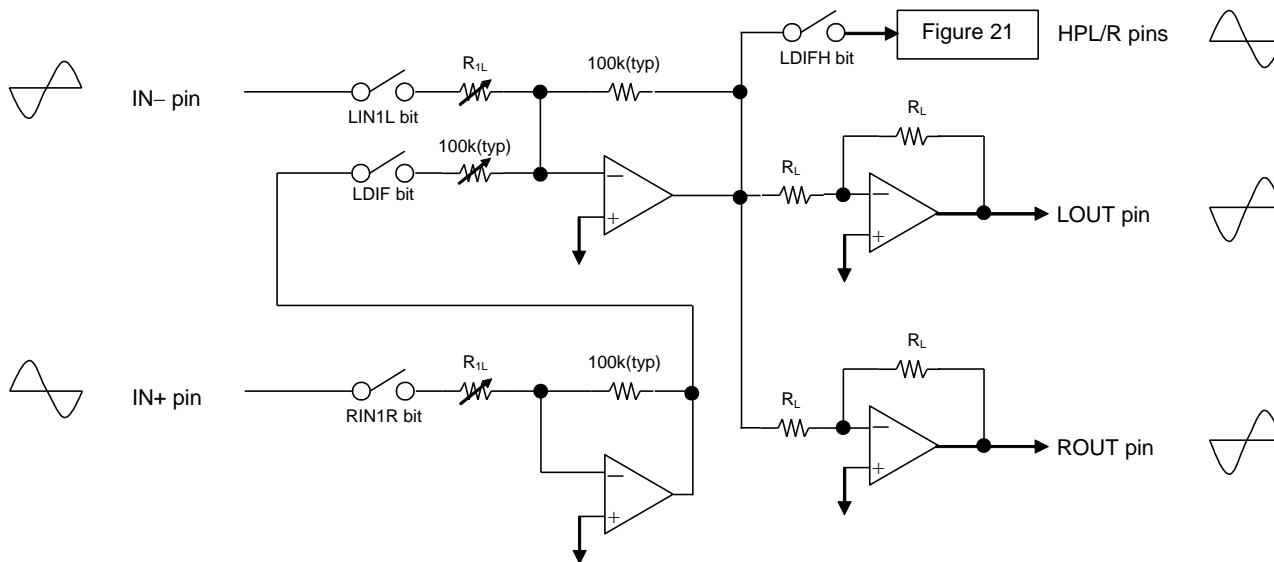 Figure 21
HPL/R pins
LDIFH bit
R1L
100k(typ)
IN− pin
LIN1L bit
100k(typ)
LDIF bit
RL
RL
−
+
−
+
LOUT pin
IN+ pin
R1L
100k(typ)
RIN1R bit
RL
RL
−
+
ROUT pin
−
+